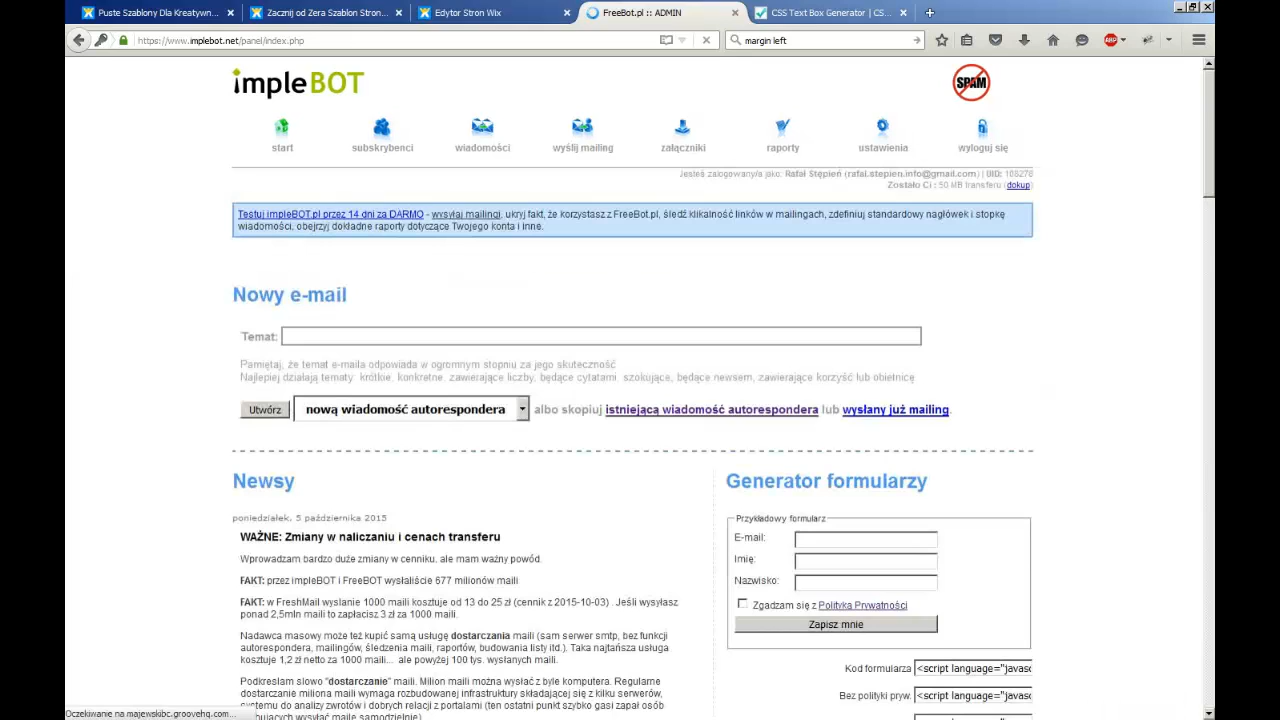 Puste Szablony Dla Kreatywn...
Zacznij od Zera Szablon Stron...
Edytor Stron Wix
FreeBot.pl :: ADMIN
CSS Text Box Generator | CS...
https://www.implebot.net/panel/index.php
margin left
impleBOT
SPAM
start
subskrybenci
wiadomości
wyślij mailing
załączniki
raporty
ustawienia
wyloguj się
Jesteś zalogowany/a jako: Rafał Stępień (rafal.stepien.info@gmail.com) | UID: 188278
Zostało Ci : 50 MB transferu (dokup)
Testuj impleBOT.pl przez 14 dni za DARMO - wysyłaj mailingi, ukryj fakt, że korzystasz z FreeBot.pl, śledź klikalność linków w mailingach, zdefiniuj standardowy nagłówek i stopkę
wiadomości, obejrzyj dokładne raporty dotyczące Twojego konta i inne.
Nowy e-mail
Temat:
Pamiętaj, że temat e-maila odpowiada w ogromnym stopniu za jego skuteczność
Najlepiej działają tematy krótkie, konkretne, zawierające liczby, będące cytatami, szokujące, będące newsem, zawierające korzyść lub obietnicę
Utwórz nową wiadomość autorespondera albo skopiuj istniejącą wiadomość autorespondera lub wysłany już mailing.
Newsy
poniedziałek, 5 października 2015
WAŻNE: Zmiany w naliczaniu i cenach transferu
Wprowadzam bardzo duże zmiany w cenniku, ale mam ważny powód.
FAKT: przez impleBOT i FreeBOT wysłaliście 677 milionów maili
FAKT: w FreshMail wysłanie 1000 maili kosztuje od 13 do 25 zł (cennik z 2015-10-03) . Jeśli wysyłasz
ponad 2,5mln maili to zapłacisz 3 zł za 1000 maili.
Nadawca masowy może też kupić samą usługę dostarczania maili (sam serwer smtp, bez funkcji
autorespondera, mailingów, śledzenia maili, raportów, budowania listy itd.). Taka najtańsza usługa
kosztuje 1,2 zł netto za 1000 maili... ale powyżej 100 tys. wysłanych maili.
Podkreślam słowo "dostarczanie" maili. Milion maili można wysłać z byle komputera. Regularne
dostarczanie miliona maili wymaga rozbudowanej infrastruktury składającej się z kilku serwerów,
systemu do analizy zwrotów i dobrych relacji z portalami (ten ostatni punkt szybko gasi zapał osób
Generator formularzy
Przykładowy formularz
E-mail:
Imię:
Nazwisko:
Zgadzam się z Polityka Prywatności
Zapisz mnie
Kod formularza <script language="javasc
Bez polityki pryw. <script language="javasc
Oczekiwanie na majewskibc.groovehq.com...